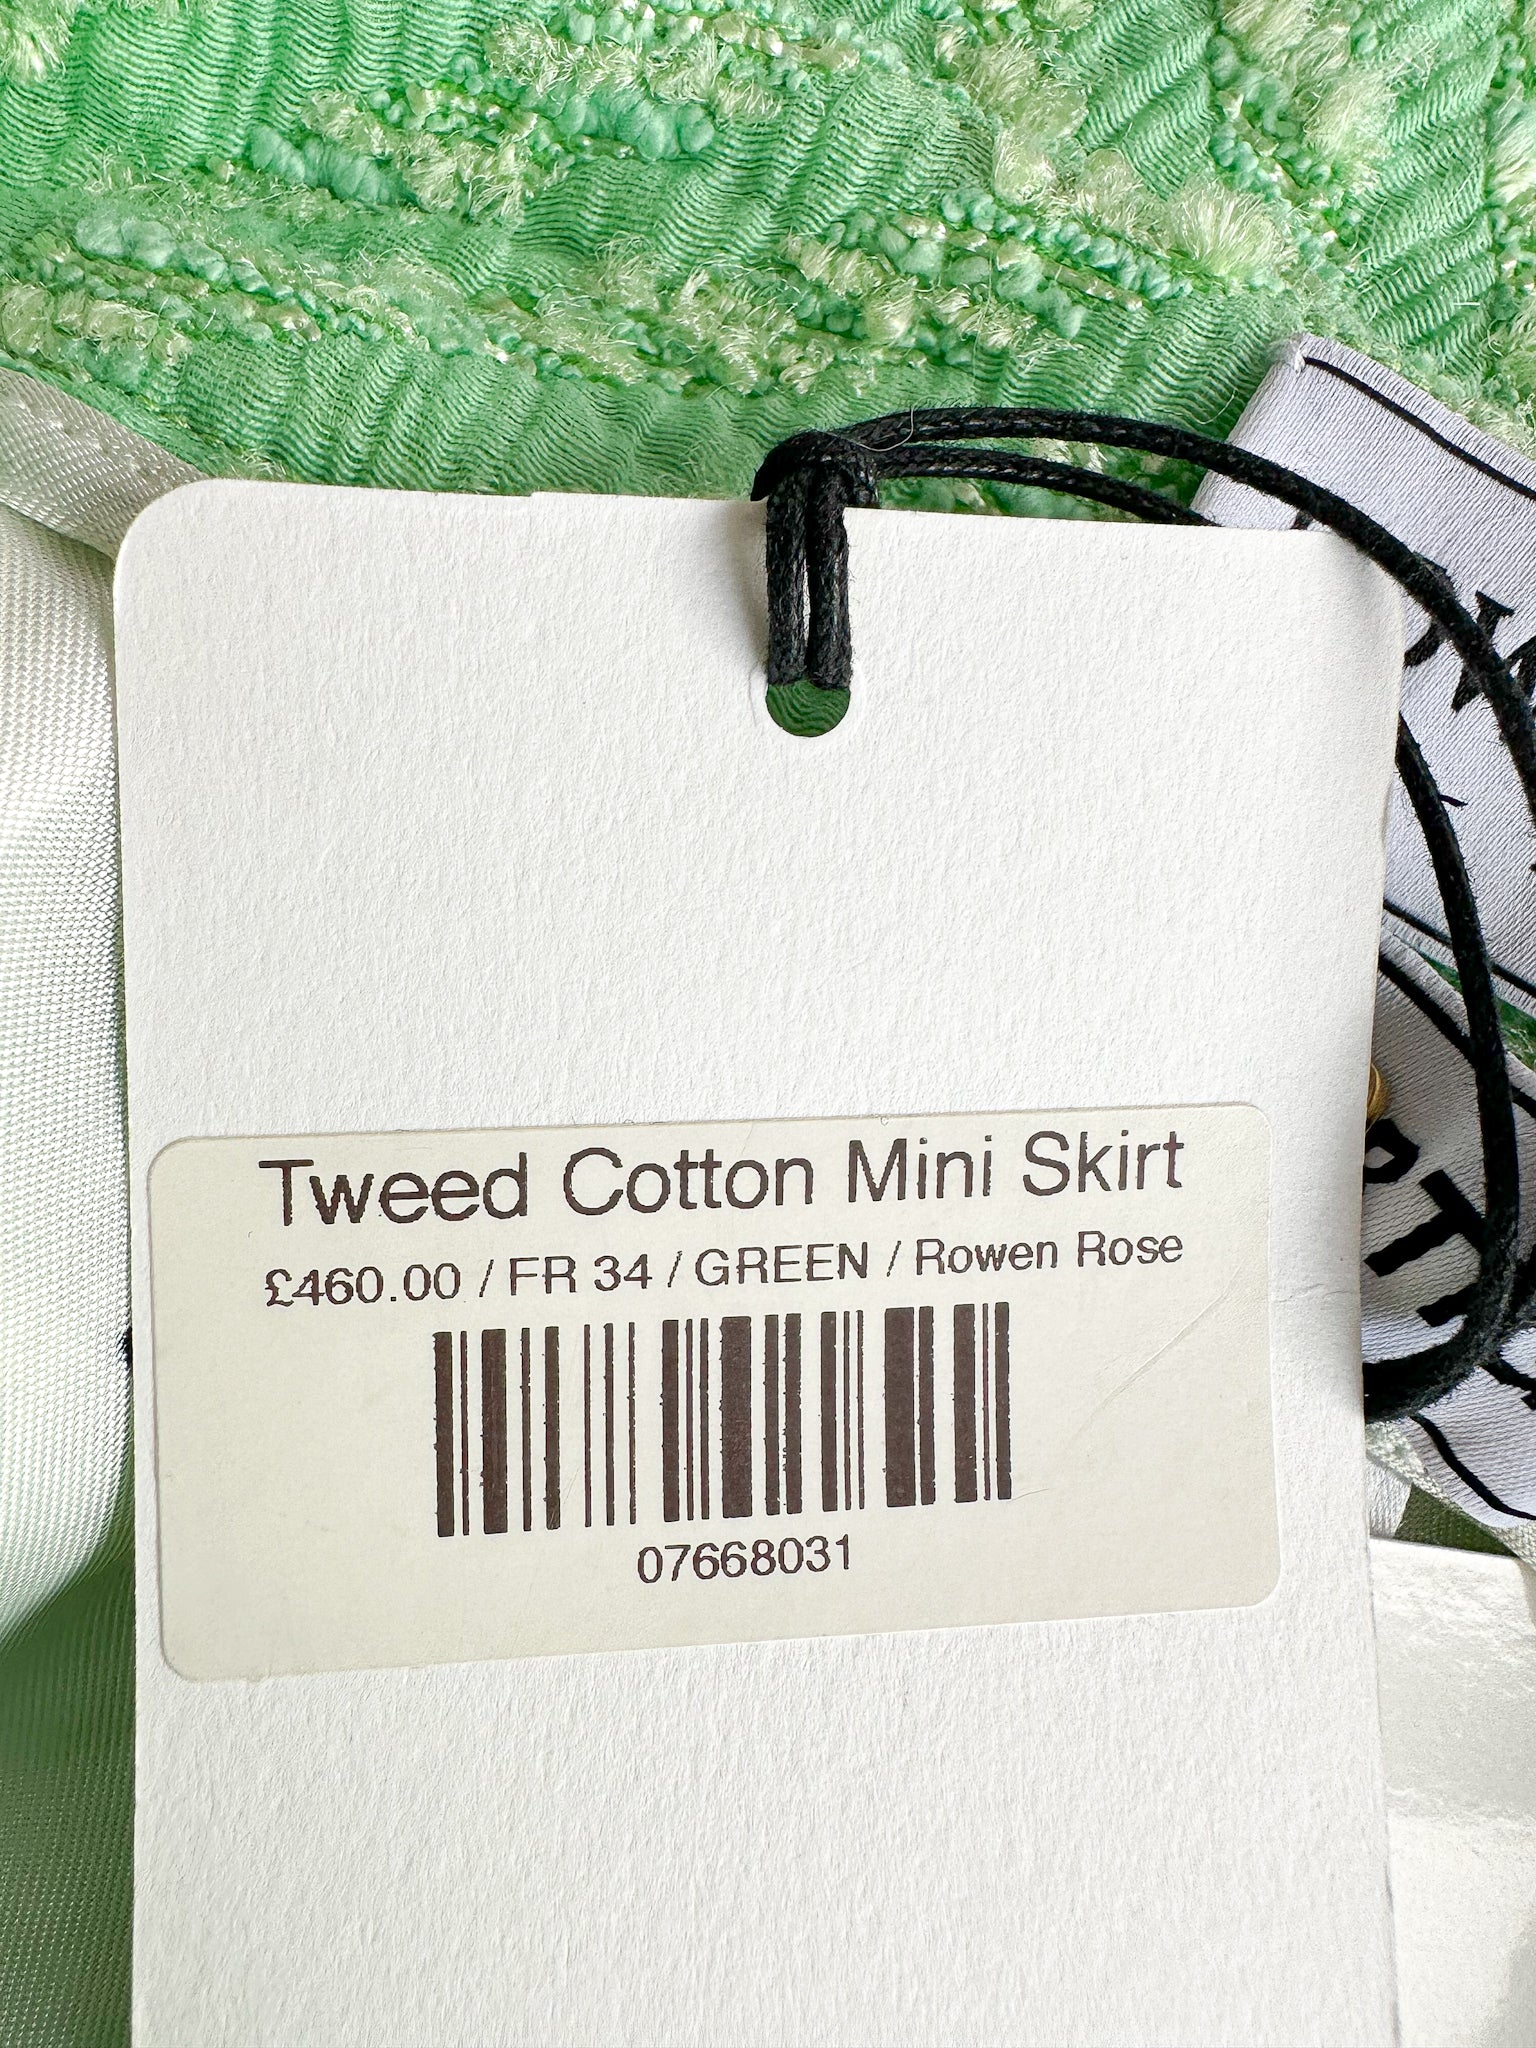 Tweed Cotton Mini Skirt
£460.00 / FR 34 / GREEN / Rowen Rose
07668031